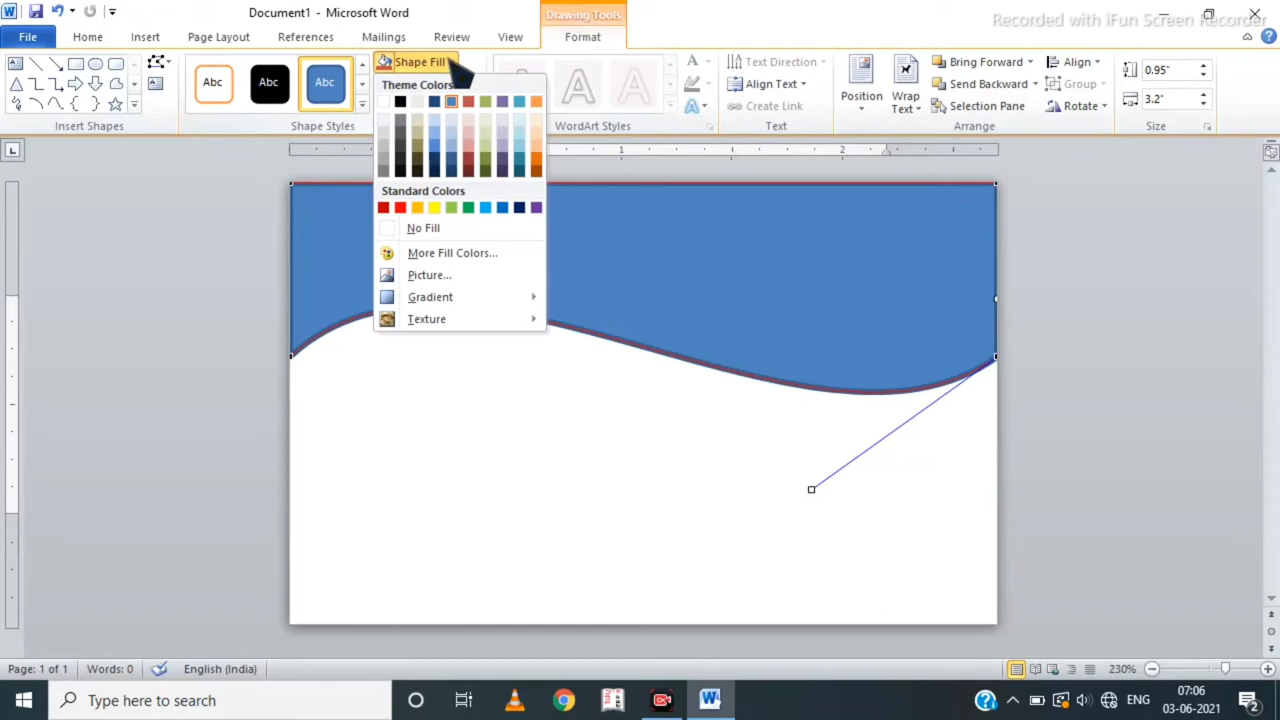 Document1 - Microsoft Word
Drawing Tools
Recorded with iFun Screen Recorder
File
Home
Insert
Page Layout
References
Mailings
Review
View
Format
Abc
Abc
Abc
Shape Fill
A
A
A
A
A
Text Direction
Align Text
Create Link
Position
Wrap
Text
Bring Forward
Send Backward
Selection Pane
Align
Group
Rotate
0.95"
3.2"
Insert Shapes
Shape Styles
WordArt Styles
Text
Arrange
Size
Theme Colors
Standard Colors
No Fill
More Fill Colors...
Picture...
Gradient
Texture
1
2
Page: 1 of 1
Words: 0
English (India)
230%
Type here to search
ENG
07:06
03-06-2021
2